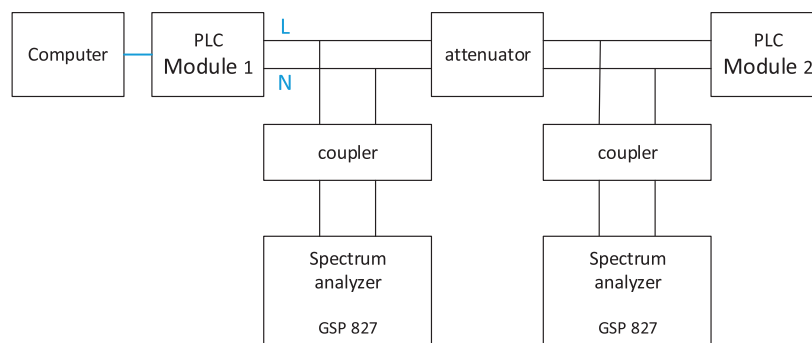 L
Computer
PLC
Module 1
N
attenuator
PLC
Module 2
coupler
coupler
Spectrum
analyzer
GSP 827
Spectrum
analyzer
GSP 827